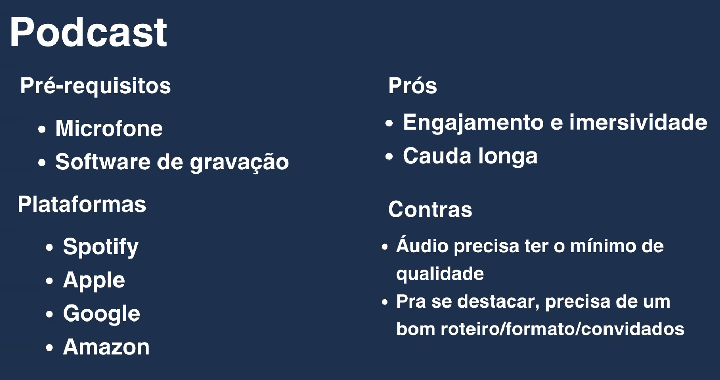 Podcast
Pré-requisitos
• Microfone
• Software de gravação
Plataformas
• Spotify
• Apple
• Google
• Amazon
Prós
• Engajamento e imersividade
• Cauda longa
Contras
• Áudio precisa ter o mínimo de
qualidade
• Pra se destacar, precisa de um
bom roteiro/formato/convidados